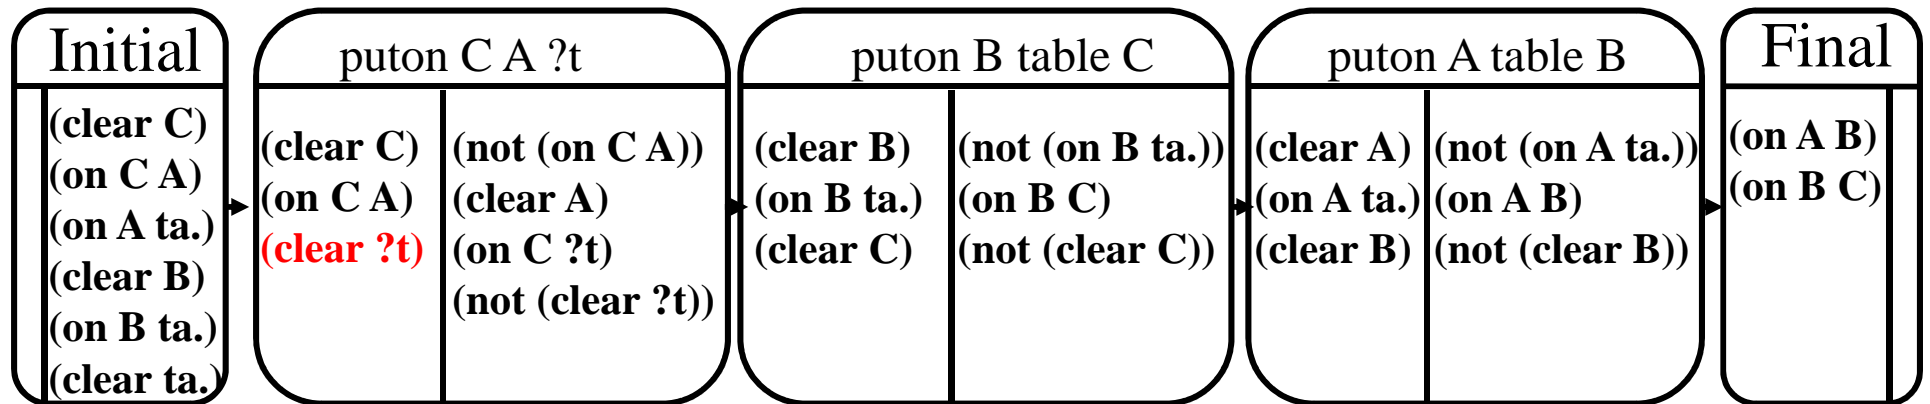 Initial
(clear C)
(on C A)
(on A ta.)
(clear B)
(on B ta.)
(clear ta.)
puton C A ?t
(clear C)
(on C A)
(clear ?t)
(not (on C A))
(clear A)
(on C ?t)
(not (clear ?t))
puton B table C
(clear B)
(on B ta.)
(clear C)
(not (on B ta.))
(on B C)
(not (clear C))
puton A table B
(clear A)
(on A ta.)
(clear B)
(not (on A ta.))
(on A B)
(not (clear B))
Final
(on A B)
(on B C)